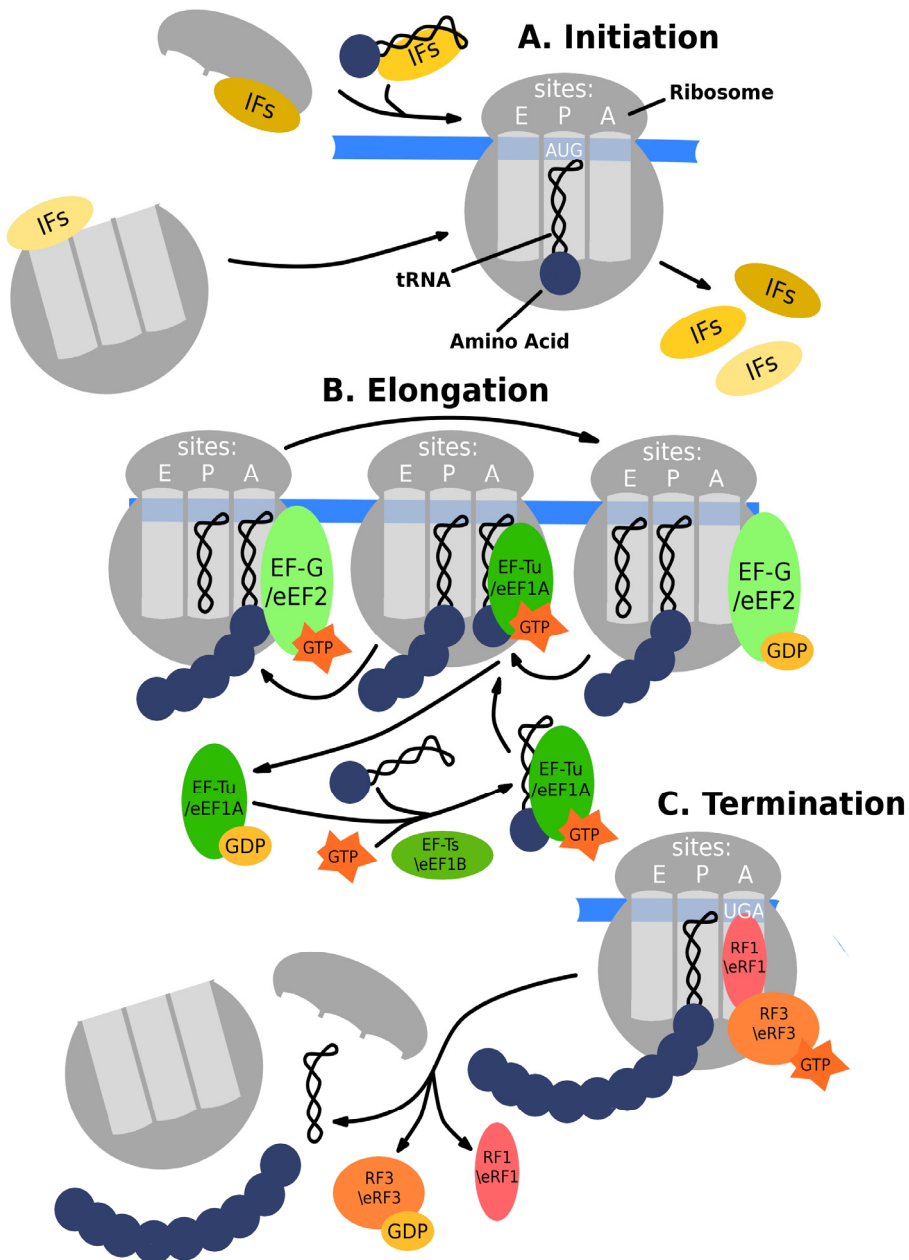 A. Initiation
IFs
IFs
sites:
E P A
Ribosome
AUG
IFs
tRNA
Amino Acid
IFs
IFs
IFs
B. Elongation
sites:
E P A
sites:
E P A
sites:
E P A
EF-G
/eEF2
GTP
EF-Tu
/eEF1A
GTP
EF-G
/eEF2
GDP
EF-Tu
/eEF1A
GDP
GTP
EF-Ts
\eEF1B
EF-Tu
/eEF1A
GTP
C. Termination
sites:
E P A
UGA
RF1
\eRF1
RF3
\eRF3
GTP
RF3
\eRF3
GDP
RF1
\eRF1